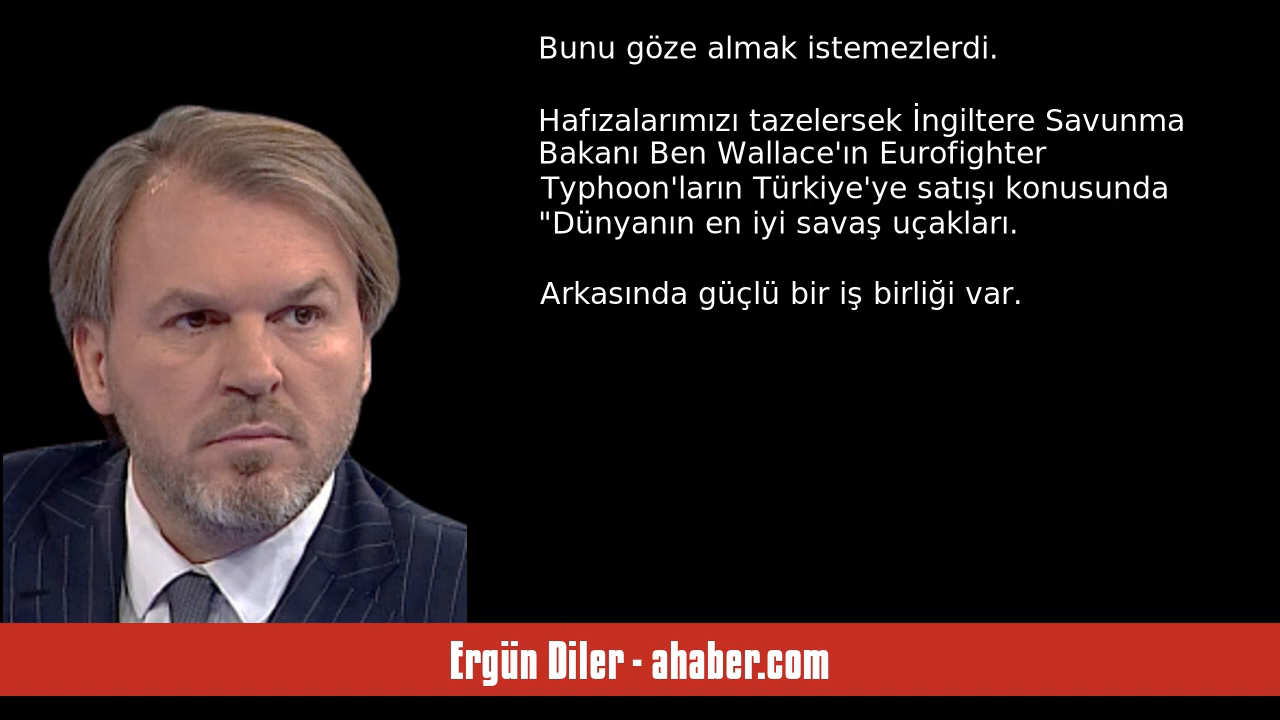 Bunu göze almak istemezlerdi.
Hafızalarımızı tazelersek İngiltere Savunma
Bakanı Ben Wallace'ın Eurofighter
Typhoon'ların Türkiye'ye satışı konusunda
"Dünyanın en iyi savaş uçakları.
Arkasında güçlü bir iş birliği var.
Ergün Diler - ahaber.com